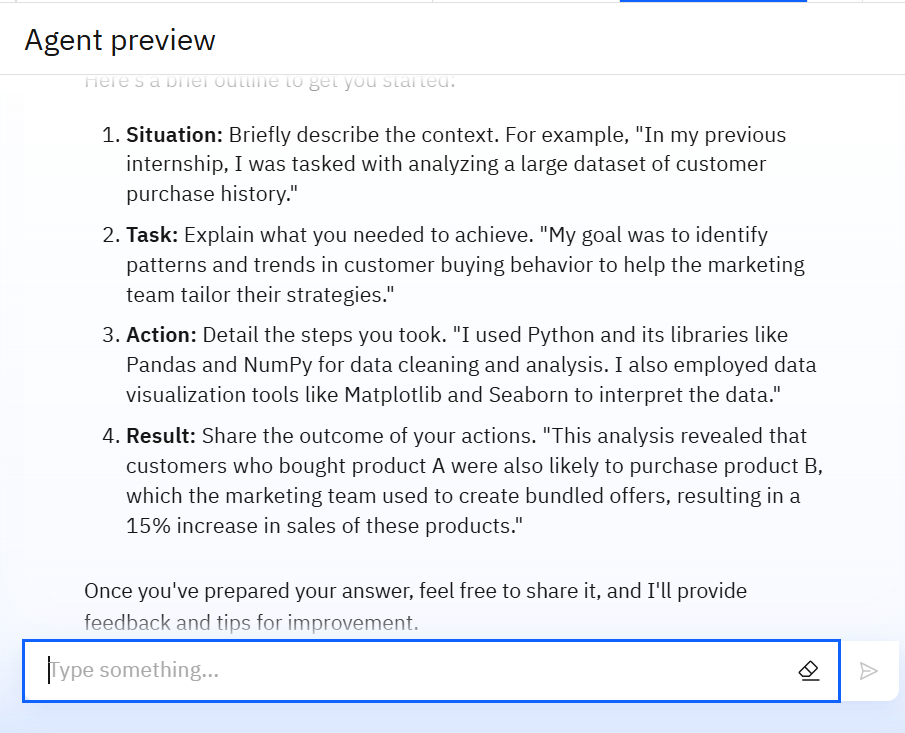 Agent preview
Here's a brief outline to get you started:
1. Situation: Briefly describe the context. For example, "In my previous
internship, I was tasked with analyzing a large dataset of customer
purchase history."
2. Task: Explain what you needed to achieve. "My goal was to identify
patterns and trends in customer buying behavior to help the marketing
team tailor their strategies."
3. Action: Detail the steps you took. "I used Python and its libraries like
Pandas and NumPy for data cleaning and analysis. I also employed data
visualization tools like Matplotlib and Seaborn to interpret the data."
4. Result: Share the outcome of your actions. "This analysis revealed that
customers who bought product A were also likely to purchase product B,
which the marketing team used to create bundled offers, resulting in a
15% increase in sales of these products."
Once you've prepared your answer, feel free to share it, and I'll provide
feedback and tips for improvement.
Type something...